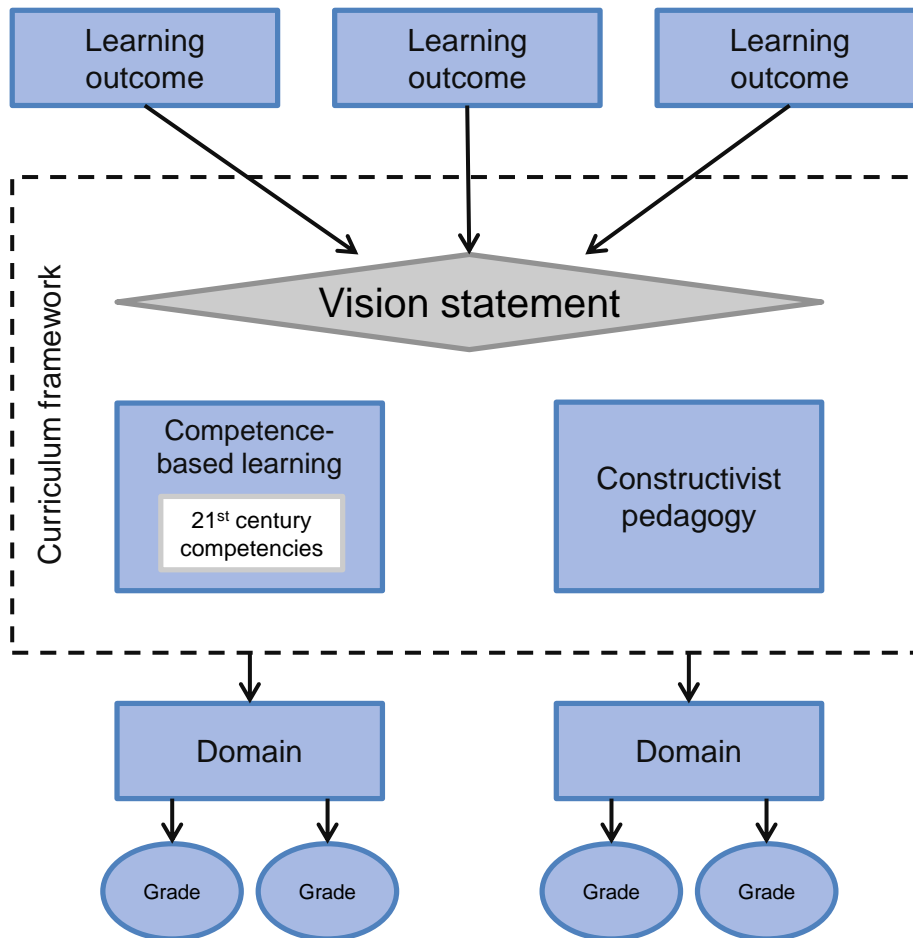 Learning
outcome
Learning
outcome
Learning
outcome
Curriculum framework
Vision statement
Competence-
based learning
21st century
competencies
Constructivist
pedagogy
Domain
Domain
Grade
Grade
Grade
Grade